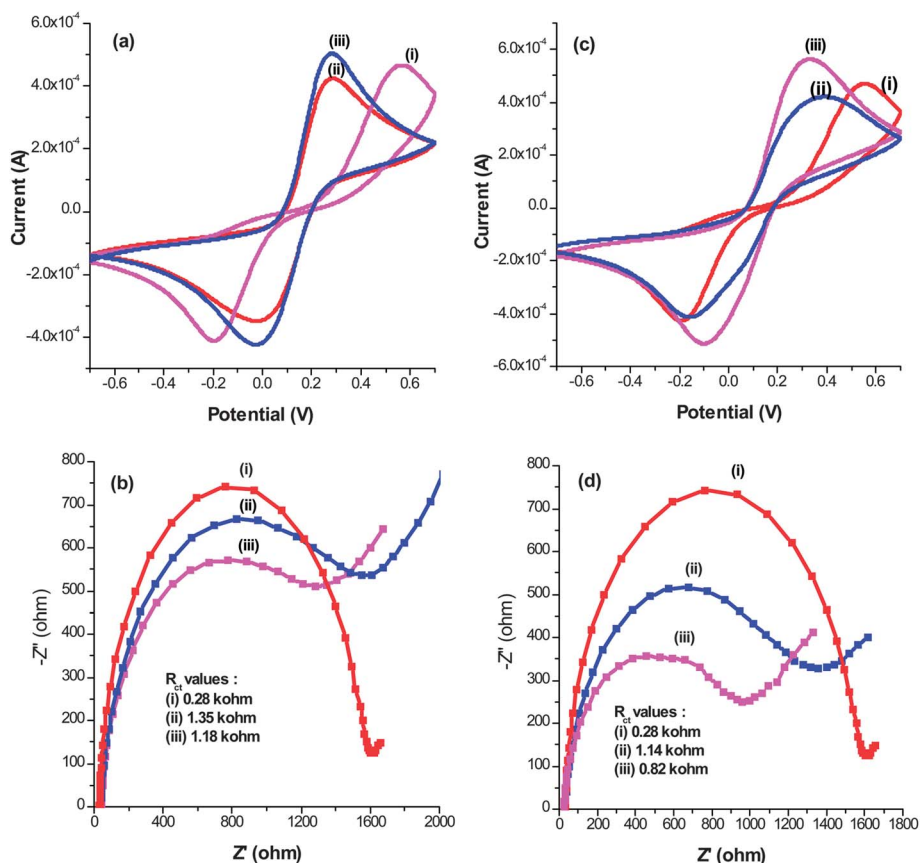 (a)
(iii)
(i)
(ii)
6.0x10⁻⁴
4.0x10⁻⁴
2.0x10⁻⁴
0.0
-2.0x10⁻⁴
-4.0x10⁻⁴
Current (A)
-0.6 -0.4 -0.2 0.0 0.2 0.4 0.6
Potential (V)
(c)
(iii)
(ii)
(i)
6.0x10⁻⁴
4.0x10⁻⁴
2.0x10⁻⁴
0.0
-2.0x10⁻⁴
-4.0x10⁻⁴
-6.0x10⁻⁴
Current (A)
-0.6 -0.4 -0.2 0.0 0.2 0.4 0.6
Potential (V)
(b)
(i)
(ii)
(iii)
800
700
600
500
400
300
200
100
0
-Z'' (ohm)
R_ct values :
(i) 0.28 kohm
(ii) 1.35 kohm
(iii) 1.18 kohm
0 400 800 1200 1600 2000
Z' (ohm)
(d)
(i)
(ii)
(iii)
800
700
600
500
400
300
200
100
0
-Z'' (ohm)
R_ct values :
(i) 0.28 kohm
(ii) 1.14 kohm
(iii) 0.82 kohm
0 200 400 600 800 1000 1200 1400 1600 1800
Z' (ohm)